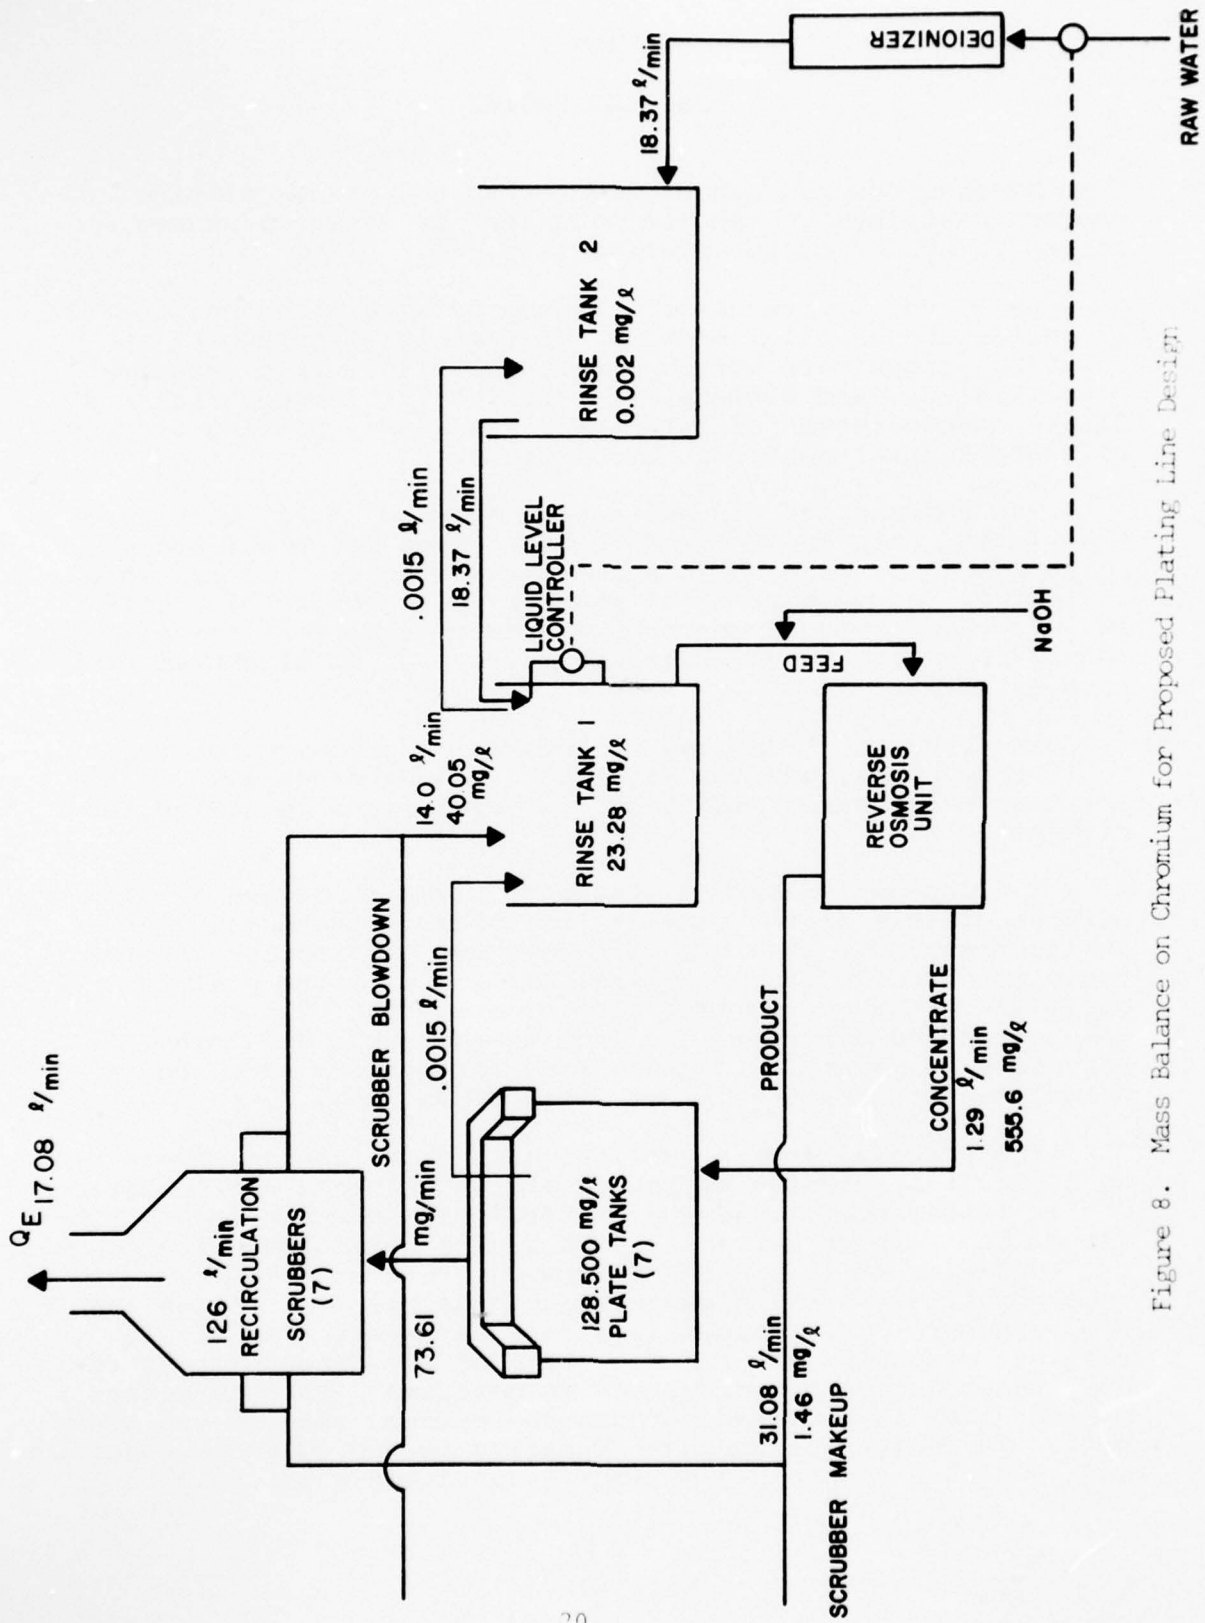 Q_E 17.08 ℓ/min
126 ℓ/min
RECIRCULATION
SCRUBBERS
(7)
SCRUBBER BLOWDOWN
73.61 mg/min
.0015 ℓ/min
128.500 mg/ℓ
PLATE TANKS
(7)
14.0 ℓ/min
40.05
mg/ℓ
.0015 ℓ/min
18.37 ℓ/min
LIQUID LEVEL
CONTROLLER
RINSE TANK 1
23.28 mg/ℓ
RINSE TANK 2
0.002 mg/ℓ
18.37 ℓ/min
DEIONIZER
RAW WATER
FEED
NaOH
REVERSE
OSMOSIS
UNIT
PRODUCT
31.08 ℓ/min
1.46 mg/ℓ
SCRUBBER MAKEUP
CONCENTRATE
1.29 ℓ/min
555.6 mg/ℓ
Figure 8. Mass Balance on Chromium for Proposed Plating Line Design